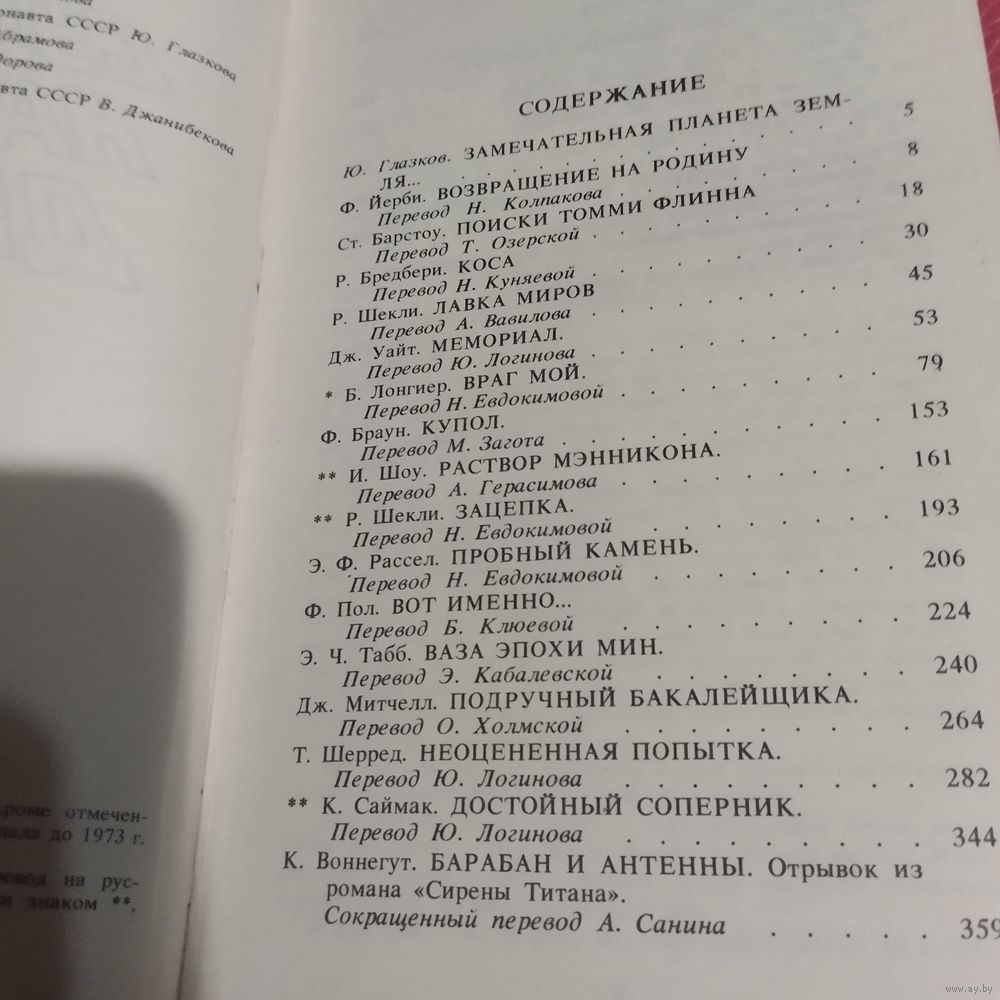 онавта СССР Ю. Глазкова
брамова
дорова
вта СССР В. Джанибекова
кроме отмечен-
нала до 1973 г.
ревод на рус-
и знаком **,
СОДЕРЖАНИЕ
Ю. Глазков. ЗАМЕЧАТЕЛЬНАЯ ПЛАНЕТА ЗЕМ-
ЛЯ... . . . . . . . . . . . . 5
Ф. Йерби. ВОЗВРАЩЕНИЕ НА РОДИНУ
Перевод Н. Колпакова . . . . . . . 8
Ст. Барстоу. ПОИСКИ ТОММИ ФЛИННА
Перевод Т. Озерской . . . . . . . . 18
Р. Бредбери. КОСА
Перевод Н. Куняевой . . . . . . . . 30
Р. Шекли. ЛАВКА МИРОВ
Перевод А. Вавилова . . . . . . . . 45
Дж. Уайт. МЕМОРИАЛ.
Перевод Ю. Логинова . . . . . . . . 53
* Б. Лонгиер. ВРАГ МОЙ.
Перевод Н. Евдокимовой . . . . . . . 79
Ф. Браун. КУПОЛ.
Перевод М. Загота . . . . . . . . . 153
** И. Шоу. РАСТВОР МЭННИКОНА.
Перевод А. Герасимова . . . . . . . 161
** Р. Шекли. ЗАЦЕПКА.
Перевод Н. Евдокимовой . . . . . . . 193
Э. Ф. Рассел. ПРОБНЫЙ КАМЕНЬ.
Перевод Н. Евдокимовой . . . . . . . 206
Ф. Пол. ВОТ ИМЕННО...
Перевод Б. Клюевой . . . . . . . 224
Э. Ч. Табб. ВАЗА ЭПОХИ МИН.
Перевод Э. Кабалевской . . . . . . . 240
Дж. Митчелл. ПОДРУЧНЫЙ БАКАЛЕЙЩИКА.
Перевод О. Холмской . . . . . . . 264
Т. Шерред. НЕОЦЕНЕННАЯ ПОПЫТКА.
Перевод Ю. Логинова . . . . . . . . 282
** К. Саймак. ДОСТОЙНЫЙ СОПЕРНИК.
Перевод Ю. Логинова . . . . . . . . 344
К. Воннегут. БАРАБАН И АНТЕННЫ. Отрывок из
романа «Сирены Титана».
Сокращенный перевод А. Санина . . . . . 359
www.ay.by